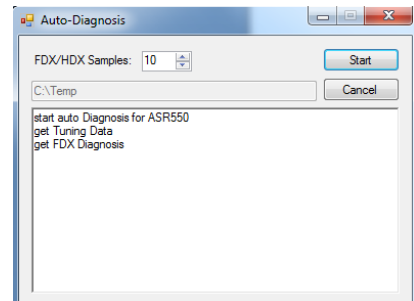 Auto-Diagnosis
FDX/HDX Samples: 10
Start
C:\Temp
Cancel
start auto Diagnosis for ASR550
get Tuning Data
get FDX Diagnosis